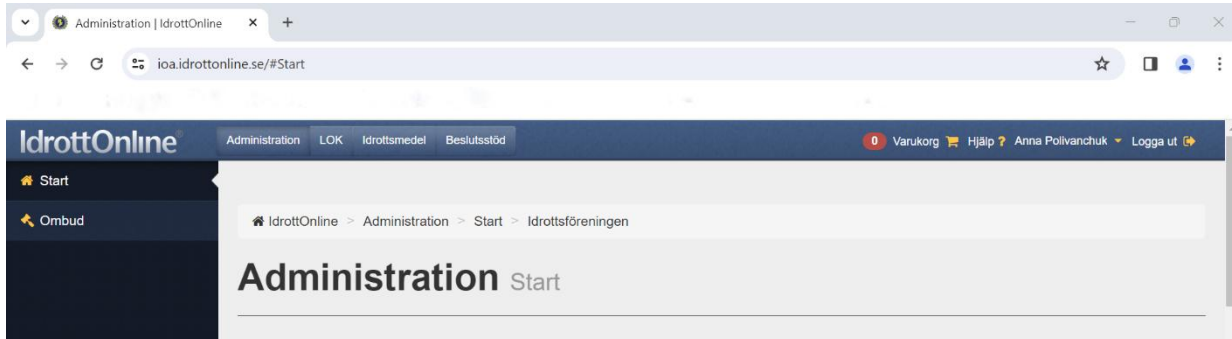 Administration | IdrottOnline
ioa.idrottonline.se/#Start
IdrottOnline Administration LOK Idrottsmedel Beslutsstöd 0 Varukorg Hjälp ? Anna Polivanchuk Logga ut
Start
Ombud
IdrottOnline > Administration > Start > Idrottsföreningen
Administration Start